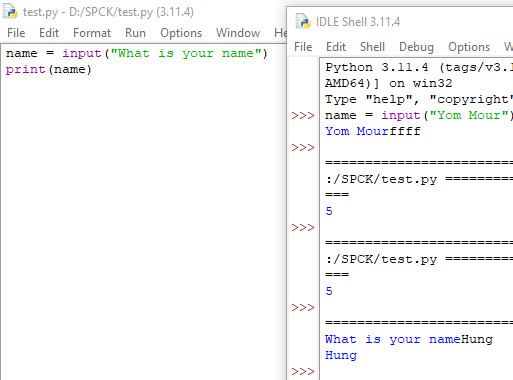 test.py - D:/SPCK/test.py (3.11.4)
File Edit Format Run Options Window
name = input("What is your name")
print(name)
IDLE Shell 3.11.4
File Edit Shell Debug Options
Python 3.11.4 (tags/v3.1
AMD64)] on win32
Type "help", "copyright"
>>> name = input("Yom Mour")
Yom Mourffff
>>>
=========================
:/SPCK/test.py =========
===
5
>>>
=========================
:/SPCK/test.py =========
===
5
>>>
=========================
What is your nameHung
Hung
>>>